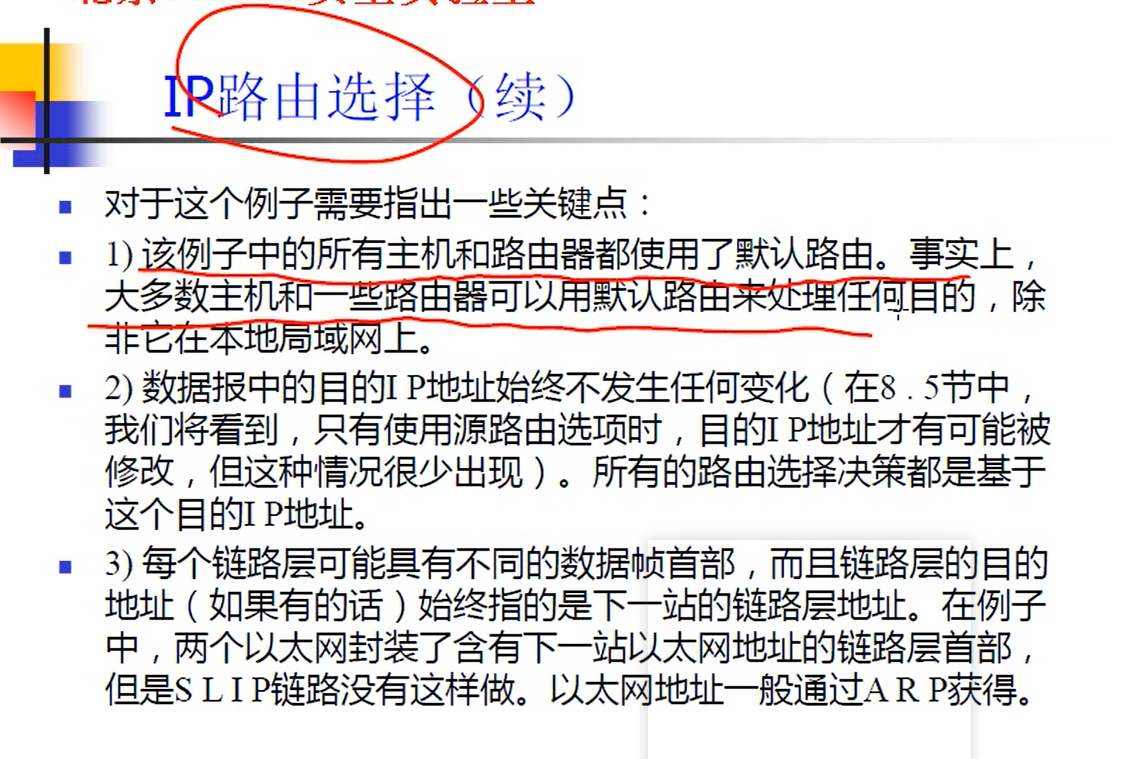 IP路由选择（续）
对于这个例子需要指出一些关键点：
1) 该例子中的所有主机和路由器都使用了默认路由。事实上，
大多数主机和一些路由器可以用默认路由来处理任何目的，除
非它在本地局域网上。
2) 数据报中的目的I P地址始终不发生任何变化（在8 . 5节中，
我们将看到，只有使用源路由选项时，目的I P地址才有可能被
修改，但这种情况很少出现）。所有的路由选择决策都是基于
这个目的I P地址。
3) 每个链路层可能具有不同的数据帧首部，而且链路层的目的
地址（如果有的话）始终指的是下一站的链路层地址。在例子
中，两个以太网封装了含有下一站以太网地址的链路层首部，
但是S L I P链路没有这样做。以太网地址一般通过A R P获得。